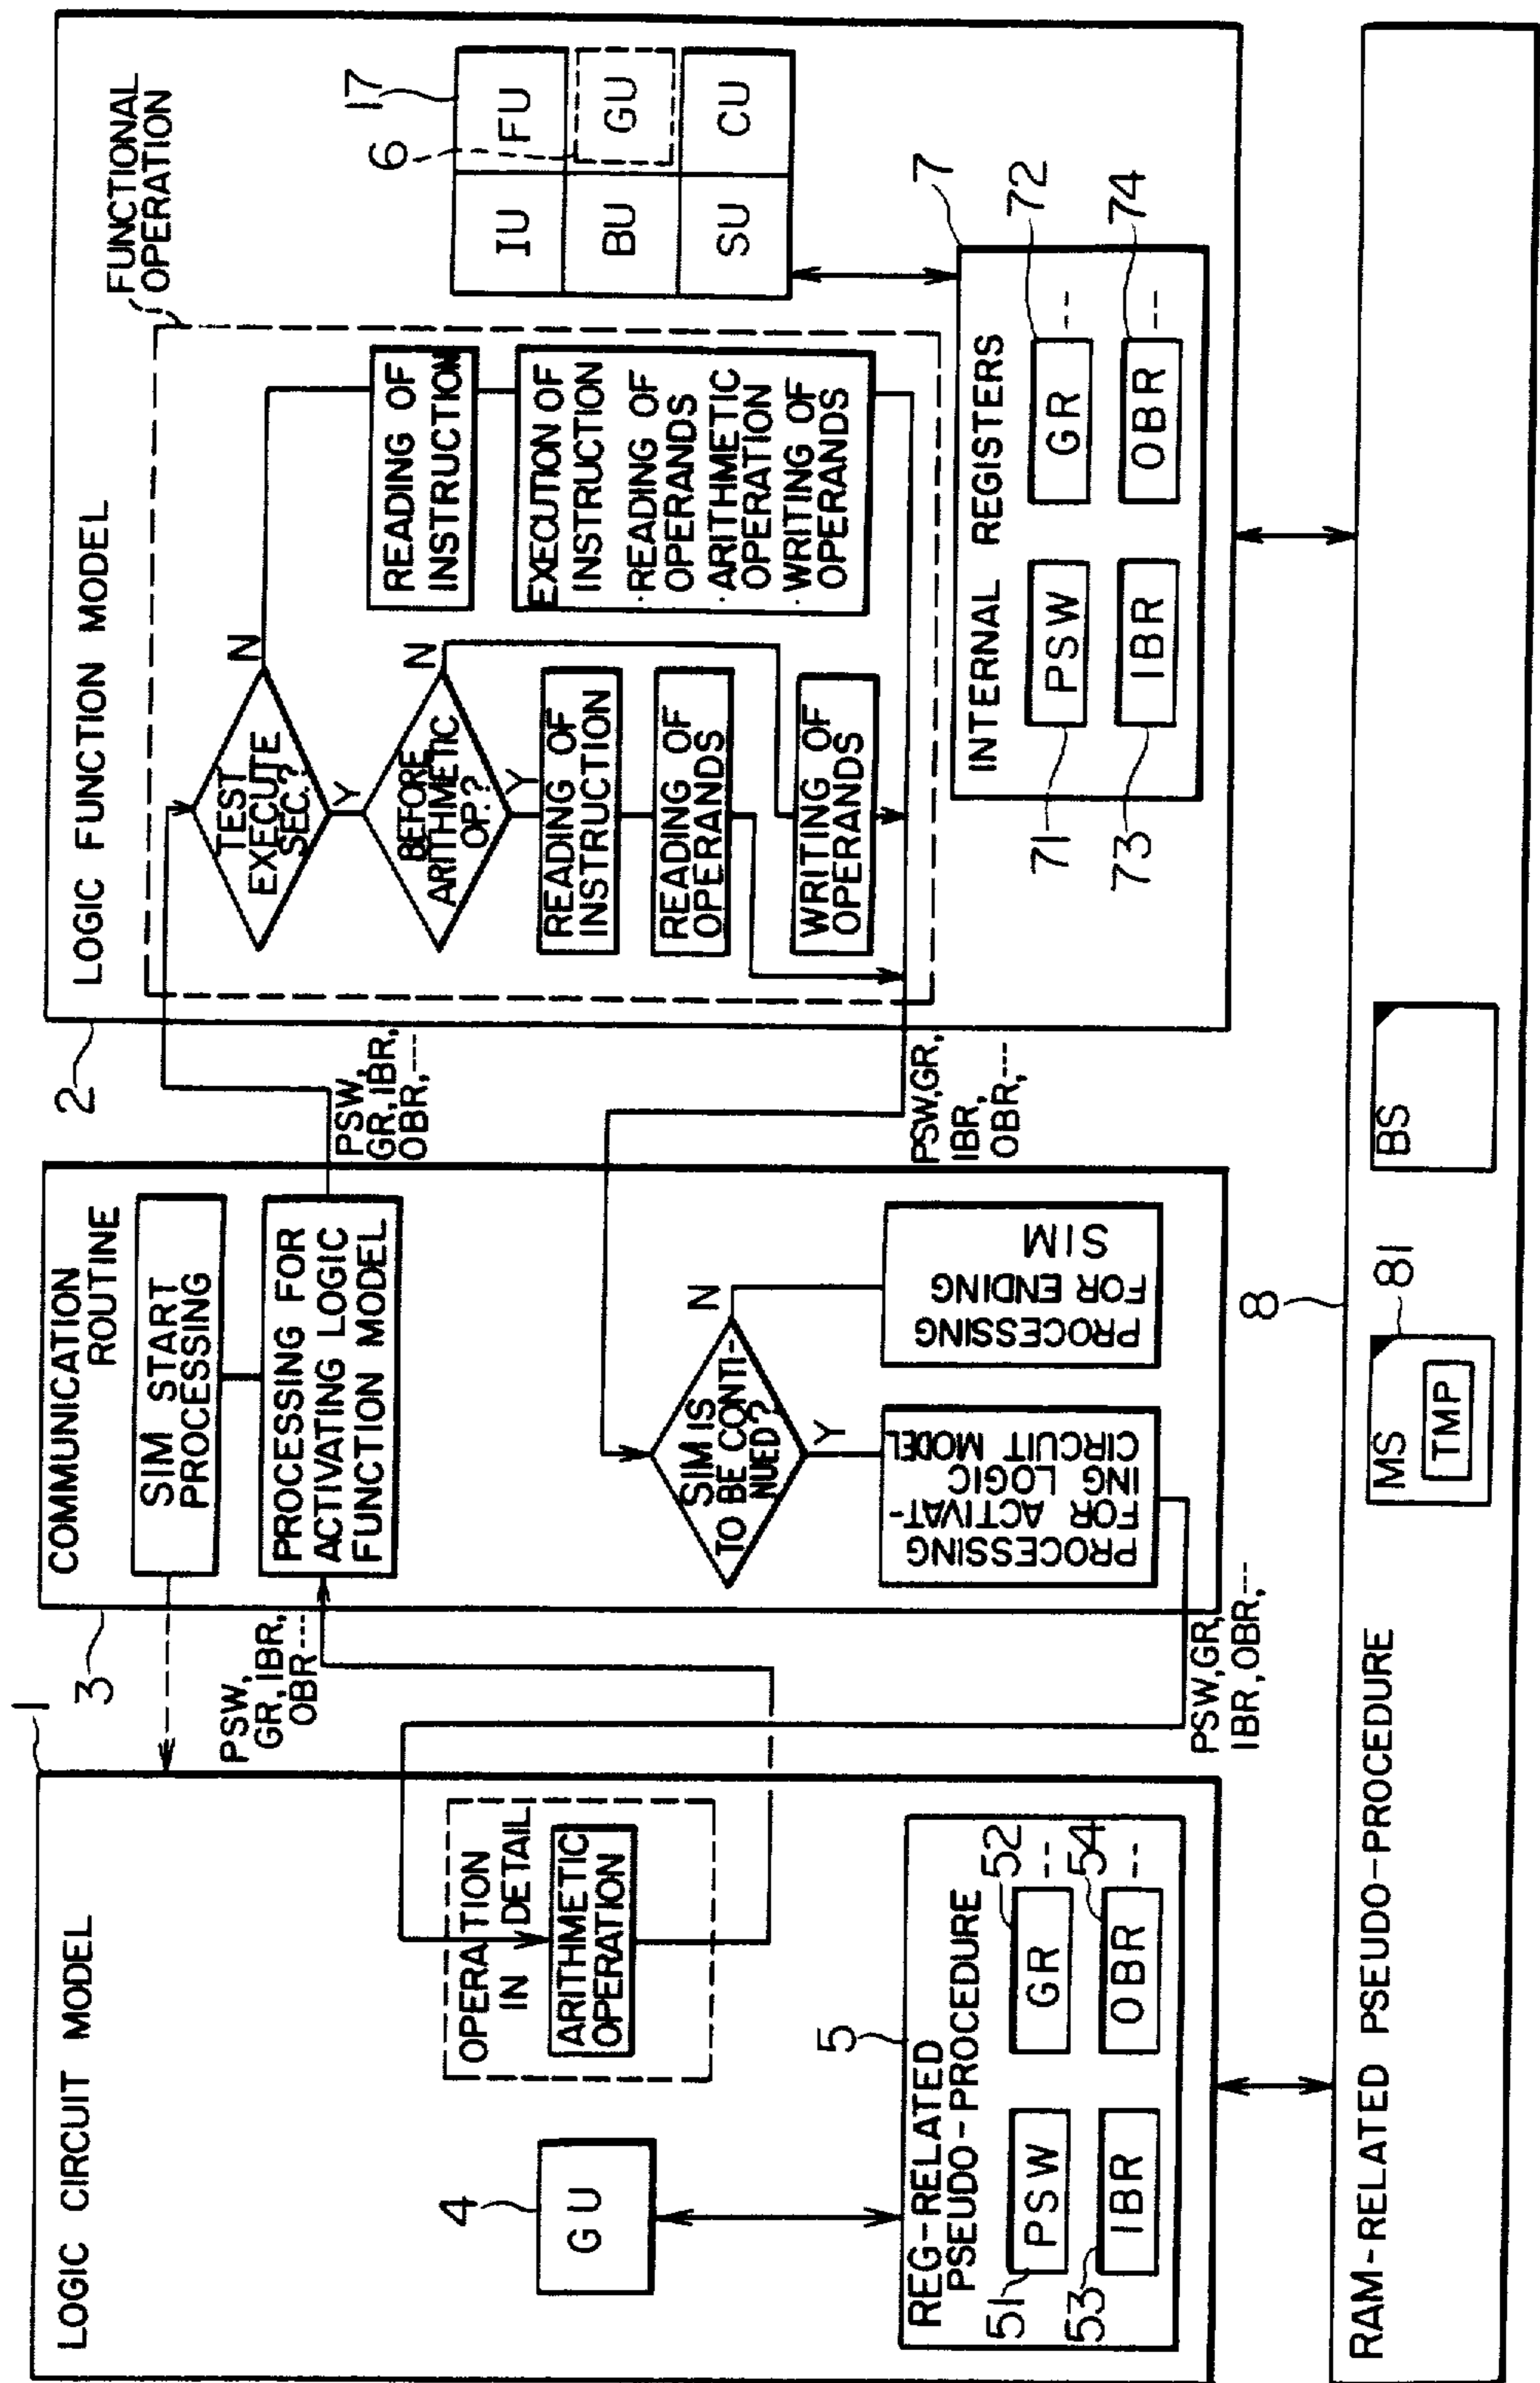 1
LOGIC CIRCUIT MODEL
4
GU
OPERATION
IN DETAIL
ARITHMETIC
OPERATION
5
REG-RELATED
PSEUDO-PROCEDURE
51
PSW
52
GR ---
53
IBR
54
OBR ---
3
COMMUNICATION
ROUTINE
SIM START
PROCESSING
PROCESSING FOR
ACTIVATING LOGIC
FUNCTION MODEL
PSW,
GR, IBR,
OBR ---
SIM IS
TO BE CONTI-
NUED?
N
Y
PROCESSING
FOR ACTIVAT-
ING LOGIC
CIRCUIT MODEL
PROCESSING
FOR ENDING
SIM
PSW, GR,
IBR, OBR, ---
2
PSW,
GR, IBR,
OBR, ---
PSW, GR,
IBR,
OBR, ---
LOGIC FUNCTION MODEL
FUNCTIONAL
OPERATION
TEST
EXECUTE
SEC.?
N
Y
BEFORE
ARITHMETIC
OP.?
N
Y
READING OF
INSTRUCTION
READING OF
OPERANDS
WRITING OF
OPERANDS
READING OF
INSTRUCTION
EXECUTION OF
INSTRUCTION
·READING OF
OPERANDS
·ARITHMETIC
OPERATION
·WRITING OF
OPERANDS
6
17
IU FU
BU GU
SU CU
7
INTERNAL REGISTERS
71
PSW
72
GR ---
73
IBR
74
OBR ---
8
RAM-RELATED PSEUDO-PROCEDURE
MS
81
TMP
BS